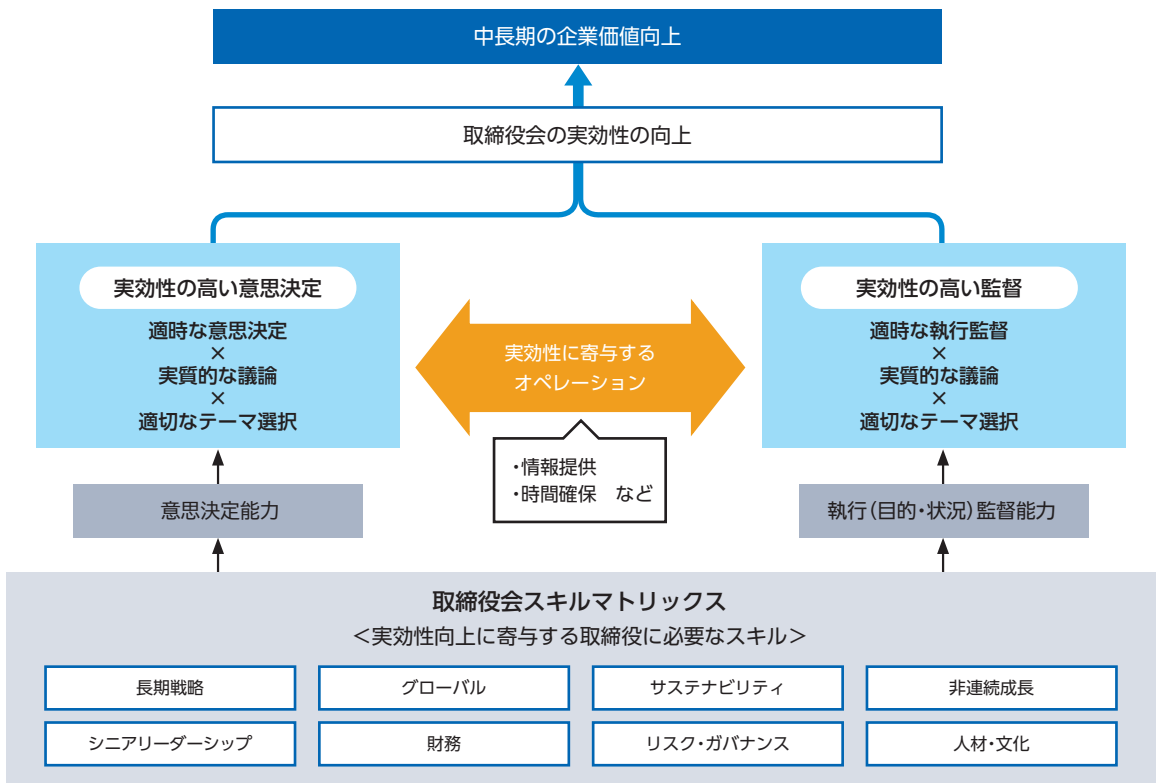 中長期の企業価値向上
取締役会の実効性の向上
実効性の高い意思決定
適時な意思決定
×
実質的な議論
×
適切なテーマ選択
実効性に寄与する
オペレーション
・情報提供
・時間確保　など
実効性の高い監督
適時な執行監督
×
実質的な議論
×
適切なテーマ選択
意思決定能力
執行(目的・状況)監督能力
取締役会スキルマトリックス
＜実効性向上に寄与する取締役に必要なスキル＞
長期戦略
グローバル
サステナビリティ
非連続成長
シニアリーダーシップ
財務
リスク・ガバナンス
人材・文化